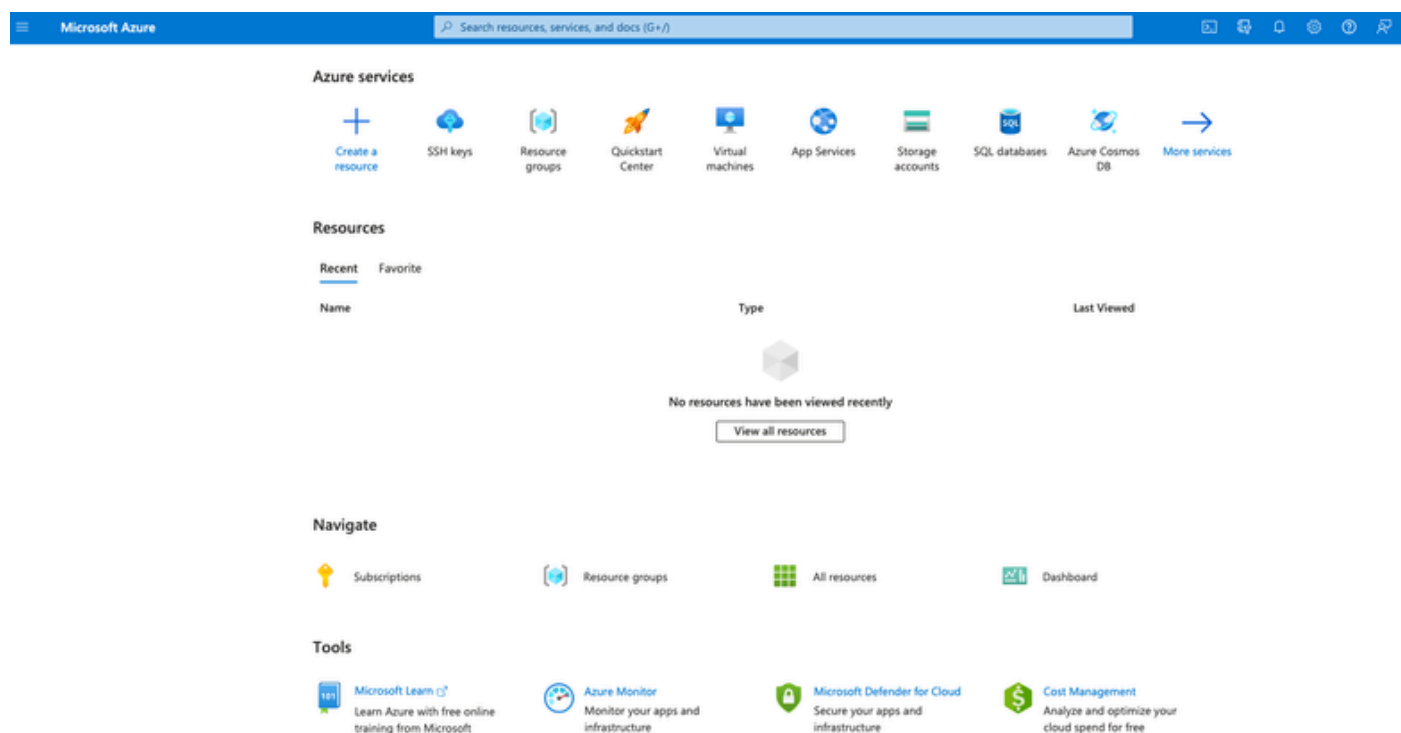 Microsoft Azure
Search resources, services, and docs (G+/)
Azure services
Create a resource
SSH keys
Resource groups
Quickstart Center
Virtual machines
App Services
Storage accounts
SQL
SQL databases
Azure Cosmos DB
More services
Resources
Recent Favorite
Name Type Last Viewed
No resources have been viewed recently
View all resources
Navigate
Subscriptions
Resource groups
All resources
Dashboard
Tools
101
Microsoft Learn
Learn Azure with free online
training from Microsoft
Azure Monitor
Monitor your apps and
infrastructure
Microsoft Defender for Cloud
Secure your apps and
infrastructure
Cost Management
Analyze and optimize your
cloud spend for free